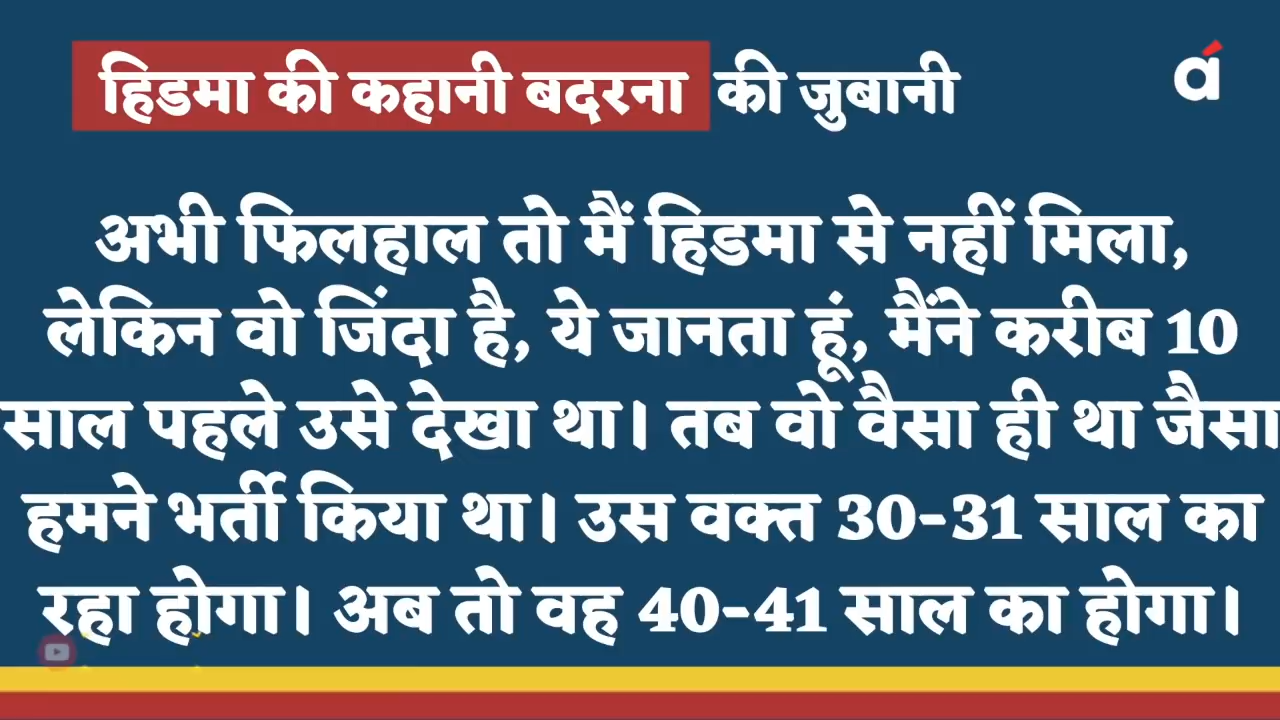 हिडमा की कहानी बदरना की जुबानी
á
अभी फिलहाल तो मैं हिडमा से नहीं मिला,
लेकिन वो जिंदा है, ये जानता हूं, मैंने करीब 10
साल पहले उसे देखा था। तब वो वैसा ही था जैसा
हमने भर्ती किया था। उस वक्त 30-31 साल का
रहा होगा। अब तो वह 40-41 साल का होगा।